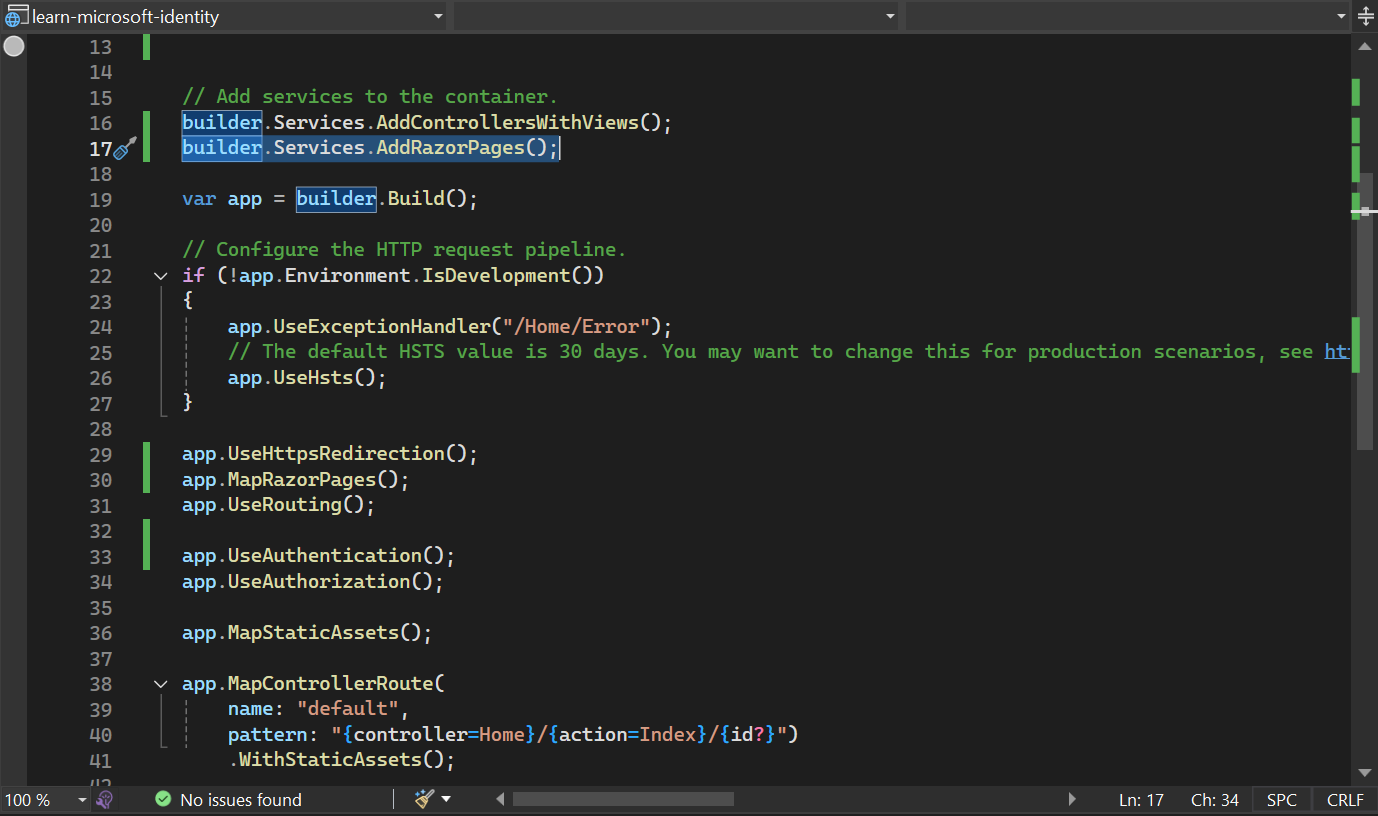 learn-microsoft-identity
13
14
15 // Add services to the container.
16 builder.Services.AddControllersWithViews();
17 builder.Services.AddRazorPages();
18
19 var app = builder.Build();
20
21 // Configure the HTTP request pipeline.
22 if (!app.Environment.IsDevelopment())
23 {
24 app.UseExceptionHandler("/Home/Error");
25 // The default HSTS value is 30 days. You may want to change this for production scenarios, see htt
26 app.UseHsts();
27 }
28
29 app.UseHttpsRedirection();
30 app.MapRazorPages();
31 app.UseRouting();
32
33 app.UseAuthentication();
34 app.UseAuthorization();
35
36 app.MapStaticAssets();
37
38 app.MapControllerRoute(
39 name: "default",
40 pattern: "{controller=Home}/{action=Index}/{id?}")
41 .WithStaticAssets();
42
100 % No issues found Ln: 17 Ch: 34 SPC CRLF